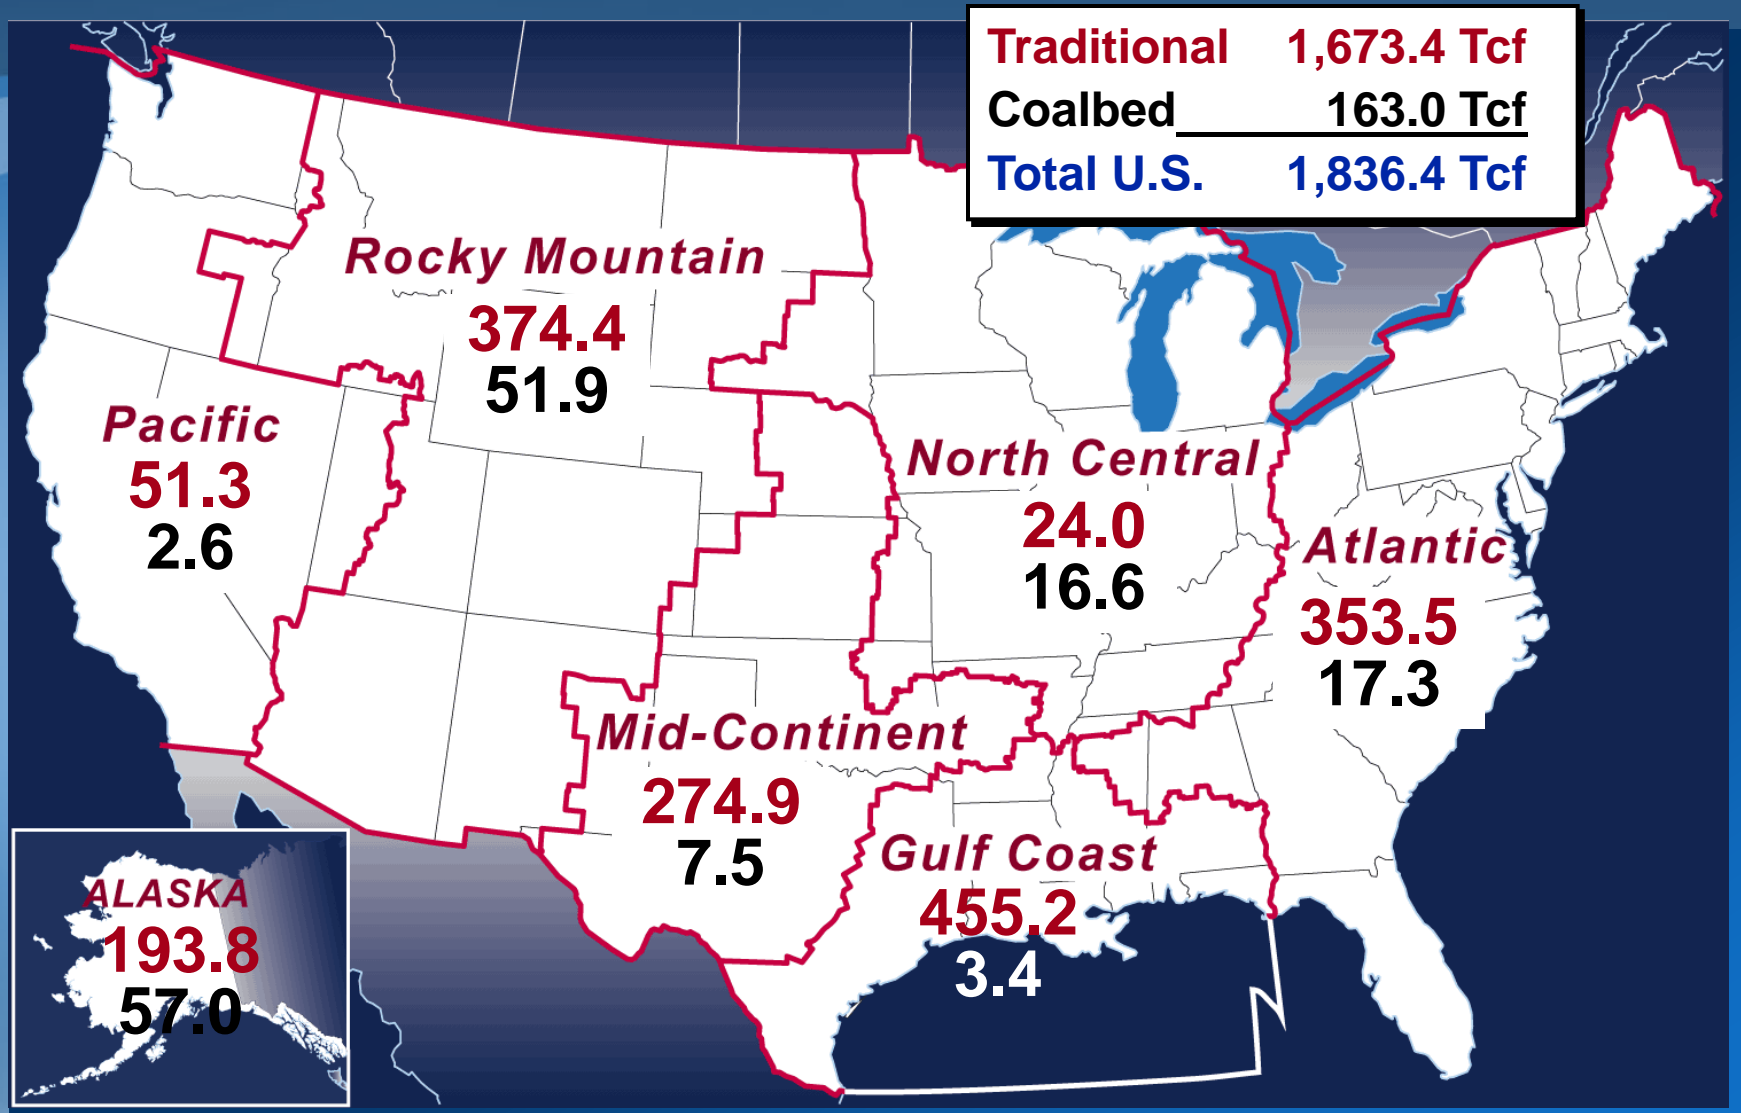 Traditional 1,673.4 Tcf
Coalbed 163.0 Tcf
Total U.S. 1,836.4 Tcf
Rocky Mountain
374.4
51.9
Pacific
51.3
2.6
North Central
24.0
16.6
Atlantic
353.5
17.3
Mid-Continent
274.9
7.5
Gulf Coast
455.2
3.4
ALASKA
193.8
57.0